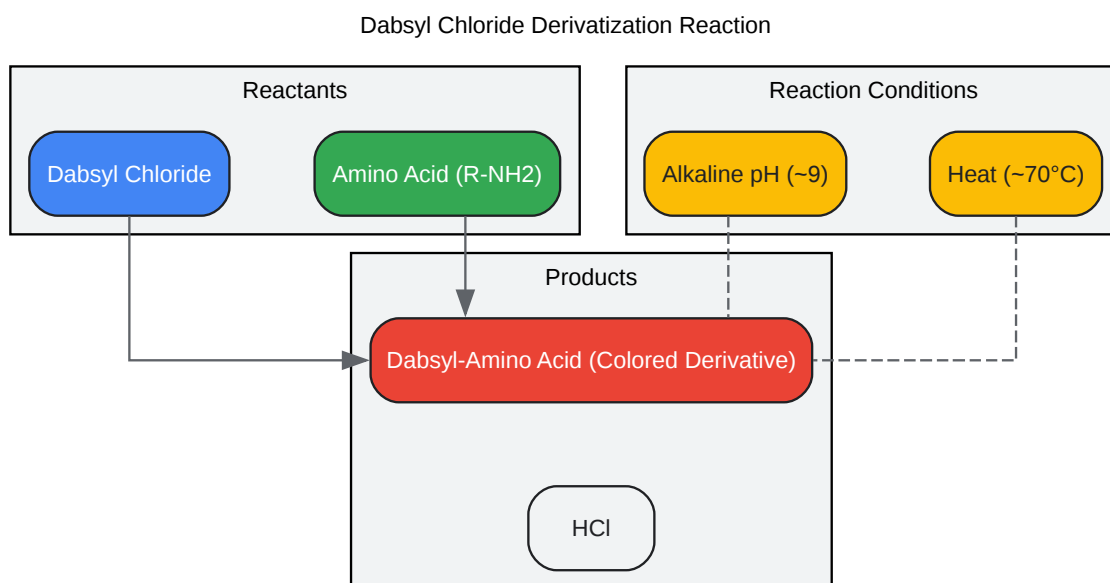 Dabsyl Chloride Derivatization Reaction
Reactants
Reaction Conditions
Dabsyl Chloride
Amino Acid (R-NH2)
Alkaline pH (~9)
Heat (~70°C)
Products
Dabsyl-Amino Acid (Colored Derivative)
HCl